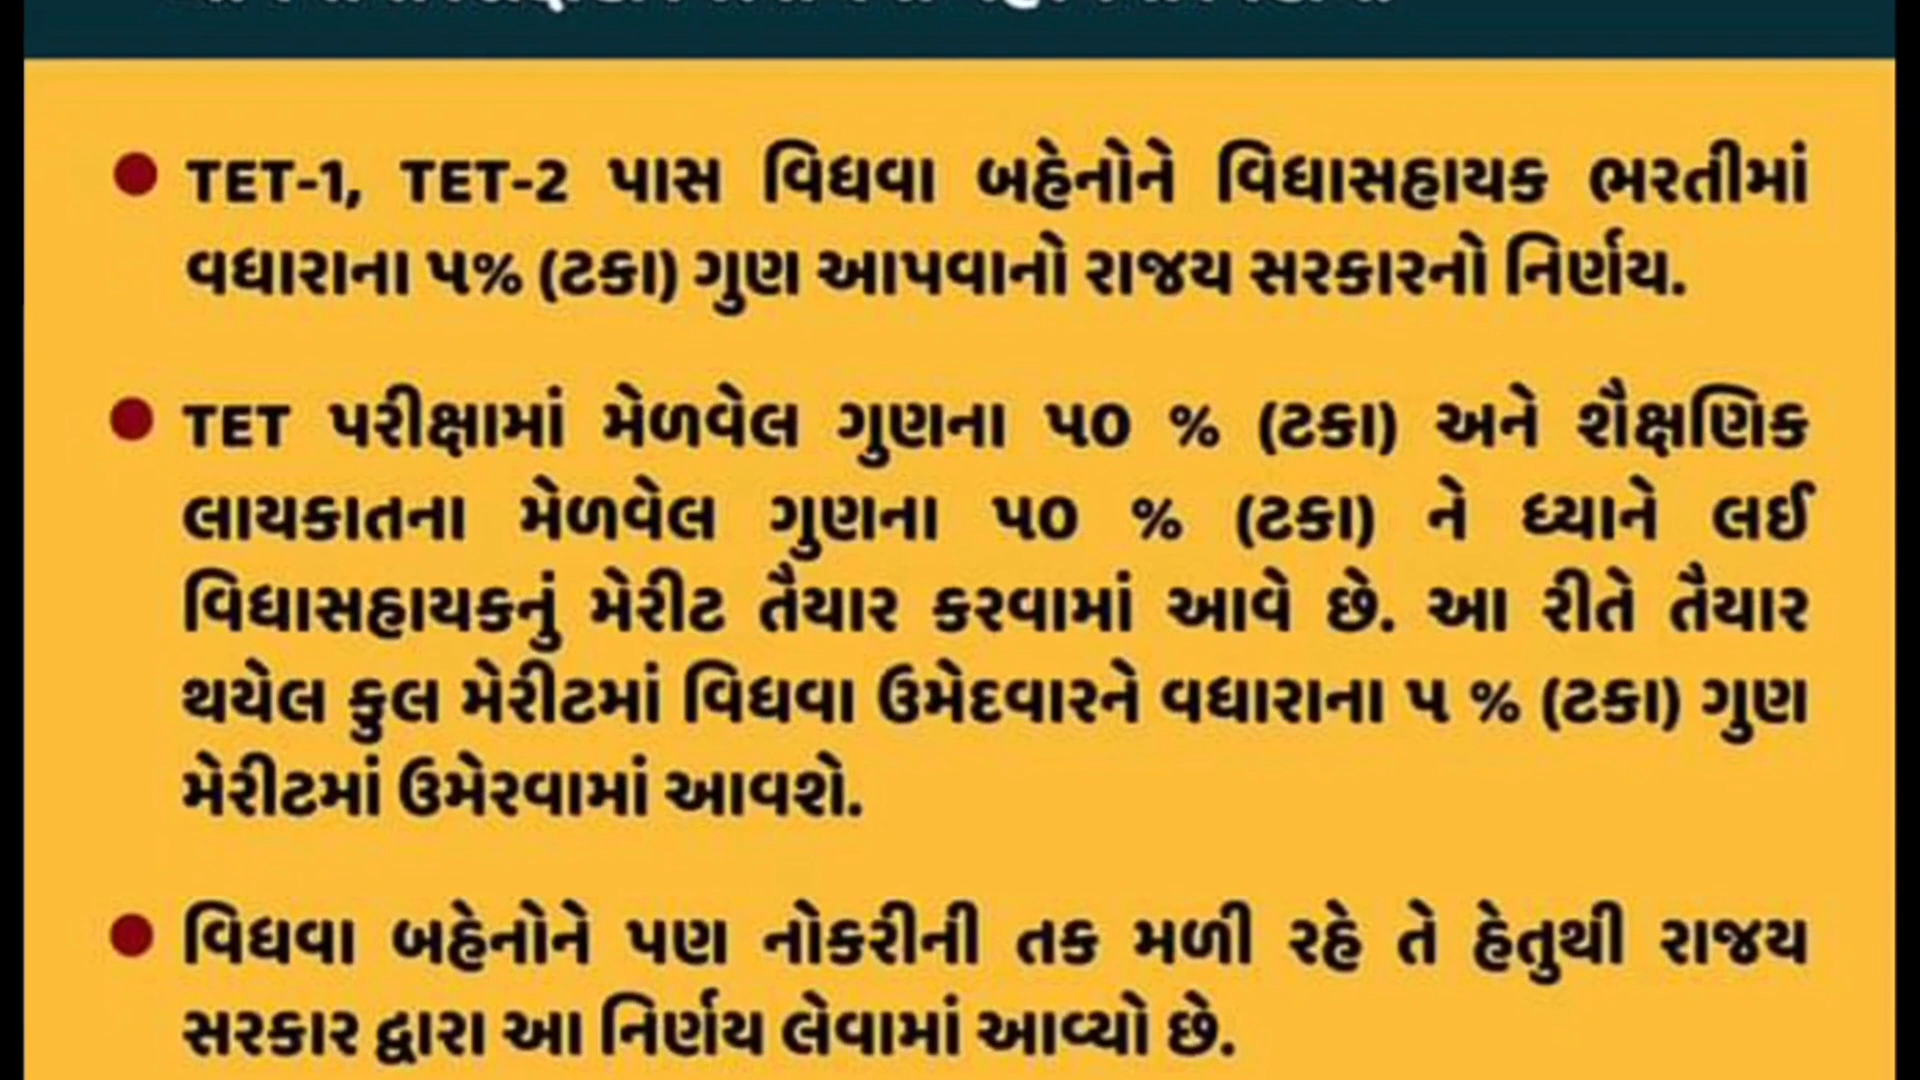 TET-1, TET-2 પાસ વિધવા બહેનોને વિધાસહાયક ભરતીમાં
વધારાના ૫% (ટકા) ગુણ આપવાનો રાજય સરકારનો નિર્ણય.
TET પરીક્ષામાં મેળવેલ ગુણના ૫૦ % (ટકા) અને શૈક્ષણિક
લાયકાતના મેળવેલ ગુણના ૫૦ % (ટકા) ને ધ્યાને લઈ
વિધાસહાયકનું મેરીટ તૈયાર કરવામાં આવે છે. આ રીતે તૈયાર
થયેલ કુલ મેરીટમાં વિધવા ઉમેદવારને વધારાના ૫ % (ટકા) ગુણ
મેરીટમાં ઉમેરવામાં આવશે.
વિધવા બહેનોને પણ નોકરીની તક મળી રહે તે હેતુથી રાજય
સરકાર દ્વારા આ નિર્ણય લેવામાં આવ્યો છે.